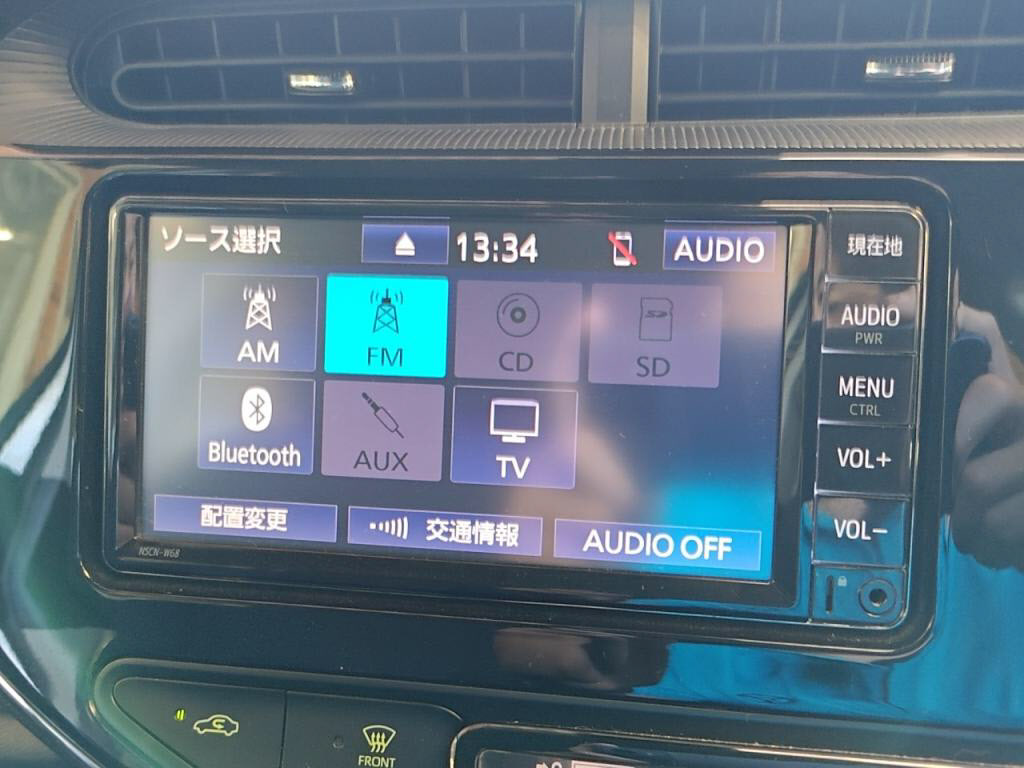 ソース選択 13:34 AUDIO
AM FM CD SD
Bluetooth AUX TV
配置変更 交通情報 AUDIO OFF
NSCN-W68
現在地
AUDIO
PWR
MENU
CTRL
VOL+
VOL-
FRONT